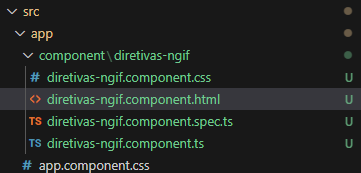 src
app
component\diretivas-ngif
# diretivas-ngif.component.css U
<> diretivas-ngif.component.html U
TS diretivas-ngif.component.spec.ts U
TS diretivas-ngif.component.ts U
# app.component.css